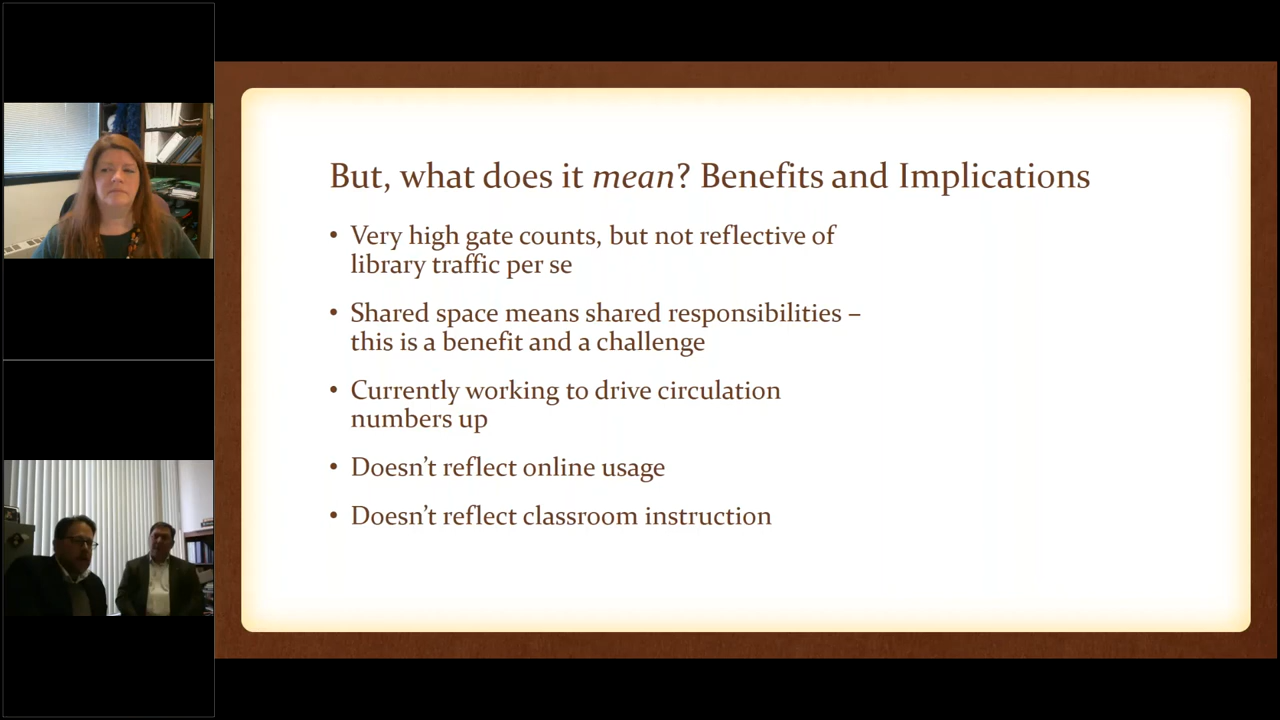 But, what does it mean? Benefits and Implications
• Very high gate counts, but not reflective of
library traffic per se
• Shared space means shared responsibilities –
this is a benefit and a challenge
• Currently working to drive circulation
numbers up
• Doesn’t reflect online usage
• Doesn’t reflect classroom instruction